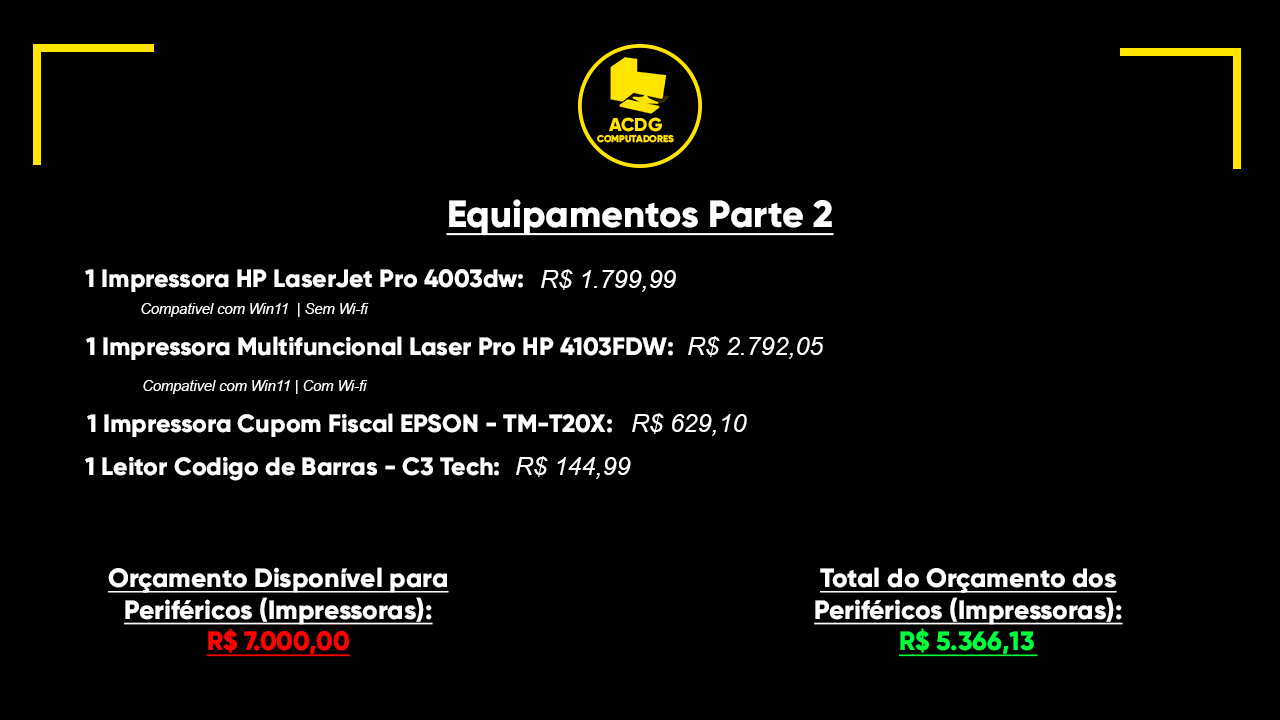 ACDG
COMPUTADORES
Equipamentos Parte 2
1 Impressora HP LaserJet Pro 4003dw: R$ 1.799,99
Compativel com Win11 | Sem Wi-fi
1 Impressora Multifuncional Laser Pro HP 4103FDW: R$ 2.792,05
Compativel com Win11 | Com Wi-fi
1 Impressora Cupom Fiscal EPSON - TM-T20X: R$ 629,10
1 Leitor Codigo de Barras - C3 Tech: R$ 144,99
Orçamento Disponível para
Periféricos (Impressoras):
R$ 7.000,00
Total do Orçamento dos
Periféricos (Impressoras):
R$ 5.366,13